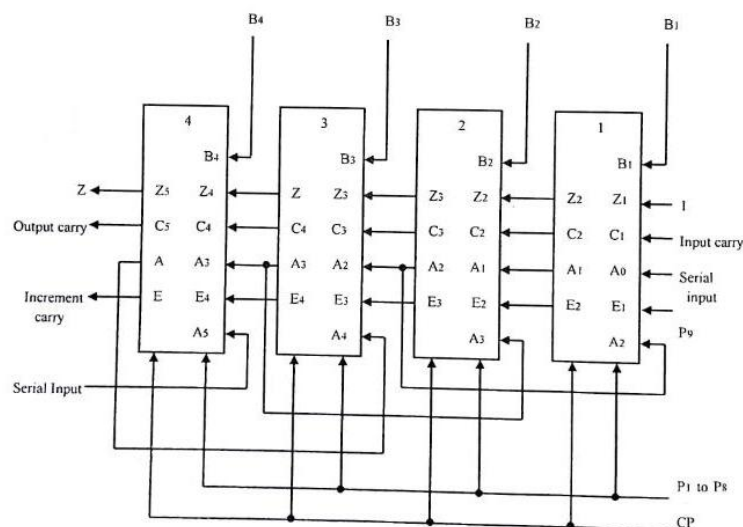 B4 B3 B2 B1
4 3 2 1
B4 B3 B2 B1
Z Z5 Z4 Z Z3 Z3 Z2 Z2 Z1 1
Output carry C5 C4 C4 C3 C3 C2 C2 C1 Input carry
A A3 A3 A2 A2 A1 A1 A0 Serial input
Increment carry E E4 E4 E3 E3 E2 E2 E1 P9
A5 A4 A3 A2
Serial Input
P1 to P8
CP